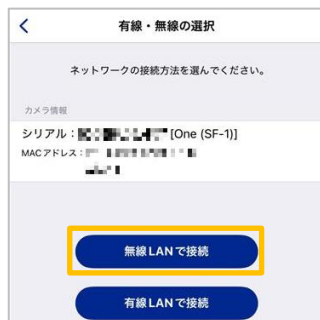 有線・無線の選択
ネットワークの接続方法を選んでください。
カメラ情報
シリアル: [One (SF-1)]
MACアドレス:
無線LANで接続
有線LANで接続